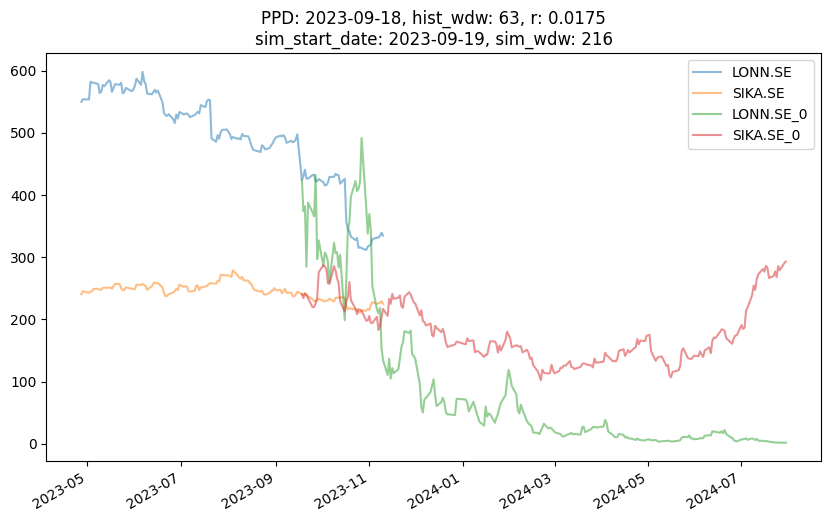 PPD: 2023-09-18, hist_wdw: 63, r: 0.0175
sim_start_date: 2023-09-19, sim_wdw: 216
LONN.SE
SIKA.SE
LONN.SE_0
SIKA.SE_0
600
500
400
300
200
100
0
2023-05
2023-07
2023-09
2023-11
2024-01
2024-03
2024-05
2024-07